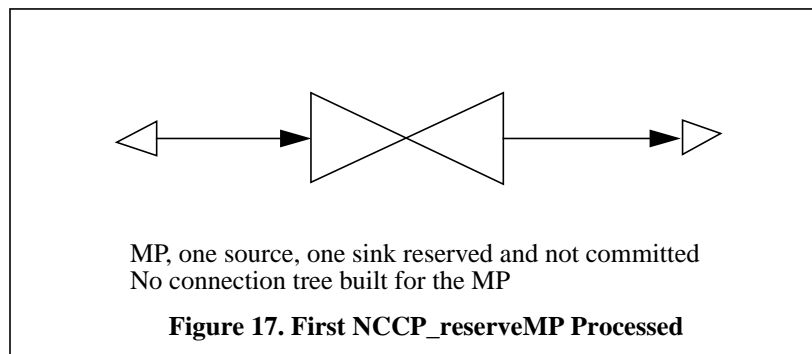 MP, one source, one sink reserved and not committed
No connection tree built for the MP
Figure 17. First NCCP_reserveMP Processed